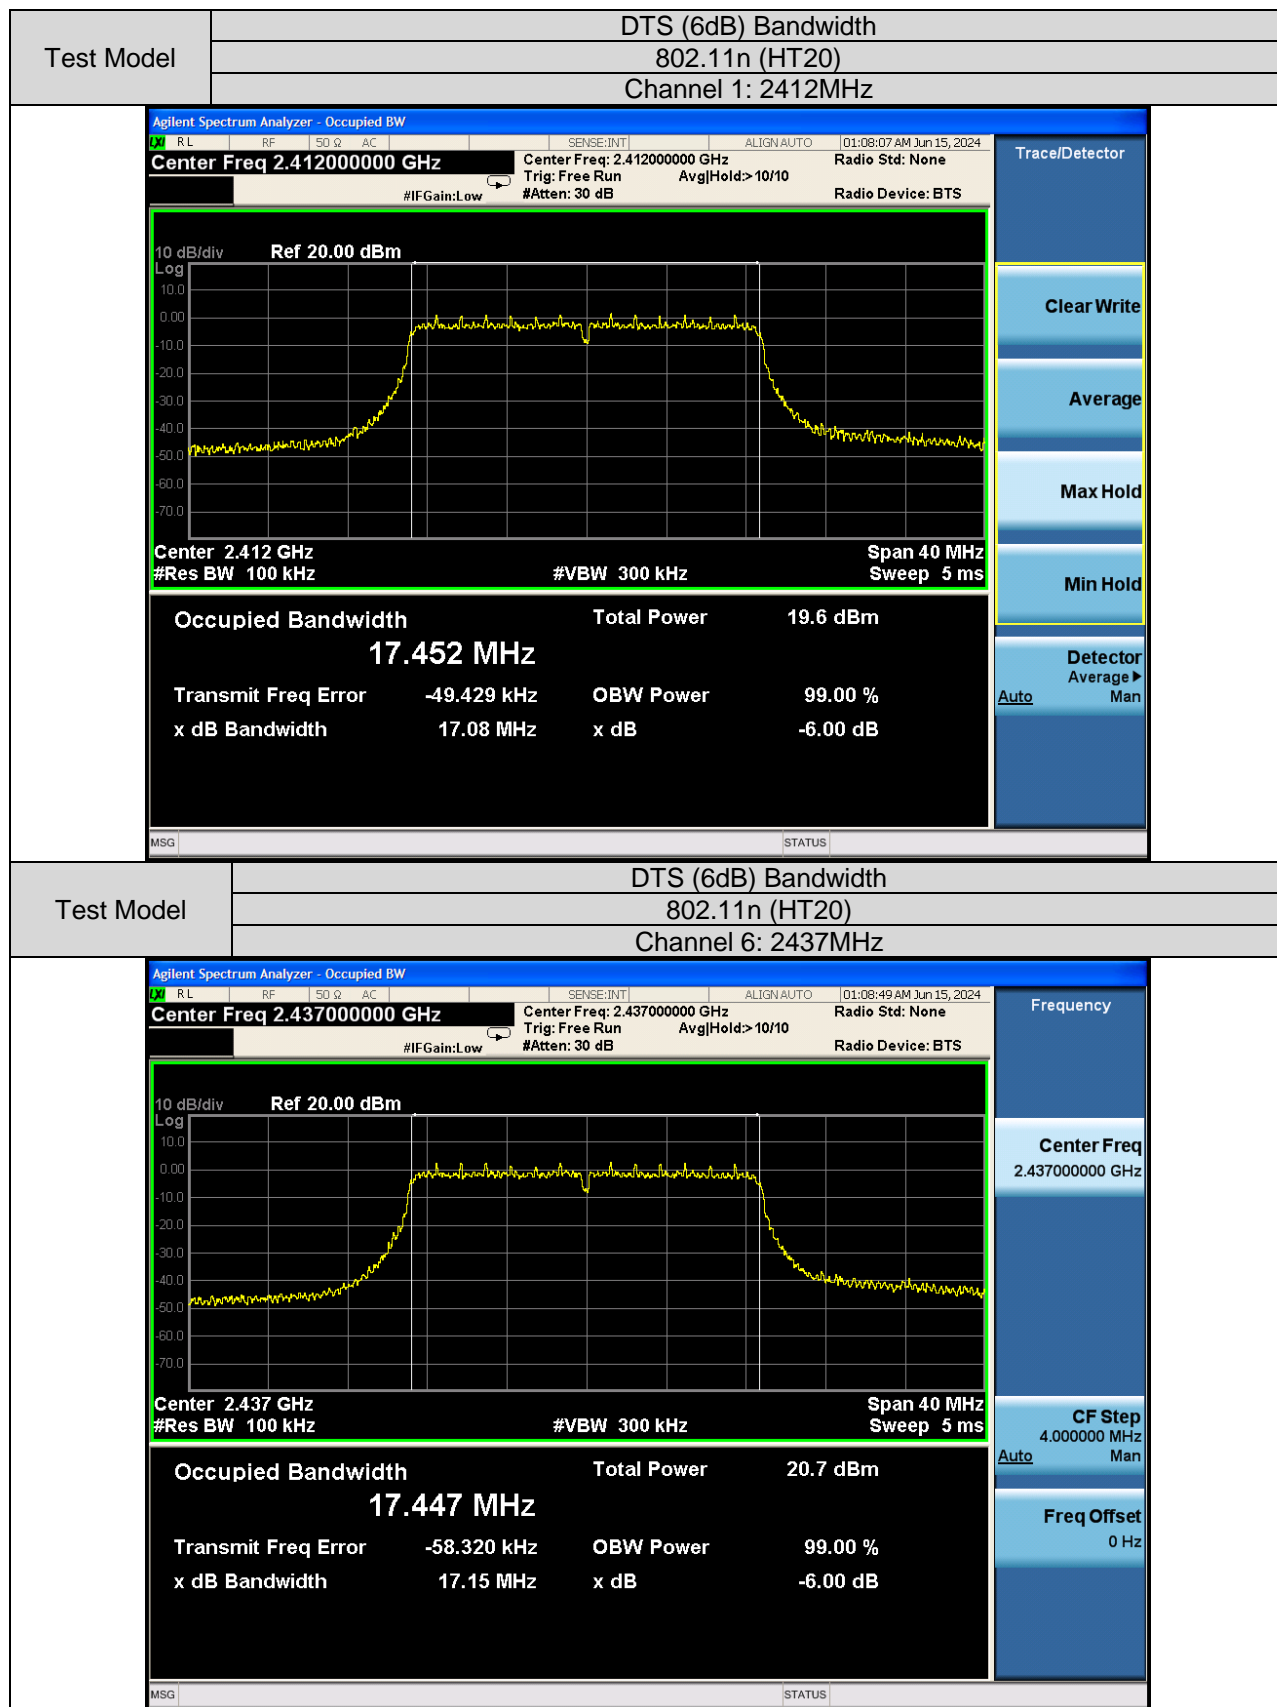 Test Model
DTS (6dB) Bandwidth
802.11n (HT20)
Channel 1: 2412MHz
Agilent Spectrum Analyzer - Occupied BW
LXI RL RF 50 Ω AC SENSE:INT ALIGNAUTO 01:08:07 AM Jun 15, 2024
Center Freq 2.412000000 GHz
Center Freq: 2.412000000 GHz
Radio Std: None
Trig: Free Run Avg|Hold:>10/10
#IFGain:Low
#Atten: 30 dB
Radio Device: BTS
10 dB/div Ref 20.00 dBm
Log
10.0
0.00
-10.0
-20.0
-30.0
-40.0
-50.0
-60.0
-70.0
Center 2.412 GHz Span 40 MHz
#Res BW 100 kHz #VBW 300 kHz Sweep 5 ms
Occupied Bandwidth Total Power 19.6 dBm
17.452 MHz
Transmit Freq Error -49.429 kHz OBW Power 99.00 %
x dB Bandwidth 17.08 MHz x dB -6.00 dB
MSG STATUS
Trace/Detector
Clear Write
Average
Max Hold
Min Hold
Detector
Average▶
Auto Man
Test Model
DTS (6dB) Bandwidth
802.11n (HT20)
Channel 6: 2437MHz
Agilent Spectrum Analyzer - Occupied BW
LXI RL RF 50 Ω AC SENSE:INT ALIGNAUTO 01:08:49 AM Jun 15, 2024
Center Freq 2.437000000 GHz
Center Freq: 2.437000000 GHz
Radio Std: None
Trig: Free Run Avg|Hold:>10/10
#IFGain:Low
#Atten: 30 dB
Radio Device: BTS
10 dB/div Ref 20.00 dBm
Log
10.0
0.00
-10.0
-20.0
-30.0
-40.0
-50.0
-60.0
-70.0
Center 2.437 GHz Span 40 MHz
#Res BW 100 kHz #VBW 300 kHz Sweep 5 ms
Occupied Bandwidth Total Power 20.7 dBm
17.447 MHz
Transmit Freq Error -58.320 kHz OBW Power 99.00 %
x dB Bandwidth 17.15 MHz x dB -6.00 dB
MSG STATUS
Frequency
Center Freq
2.437000000 GHz
CF Step
4.000000 MHz
Auto Man
Freq Offset
0 Hz